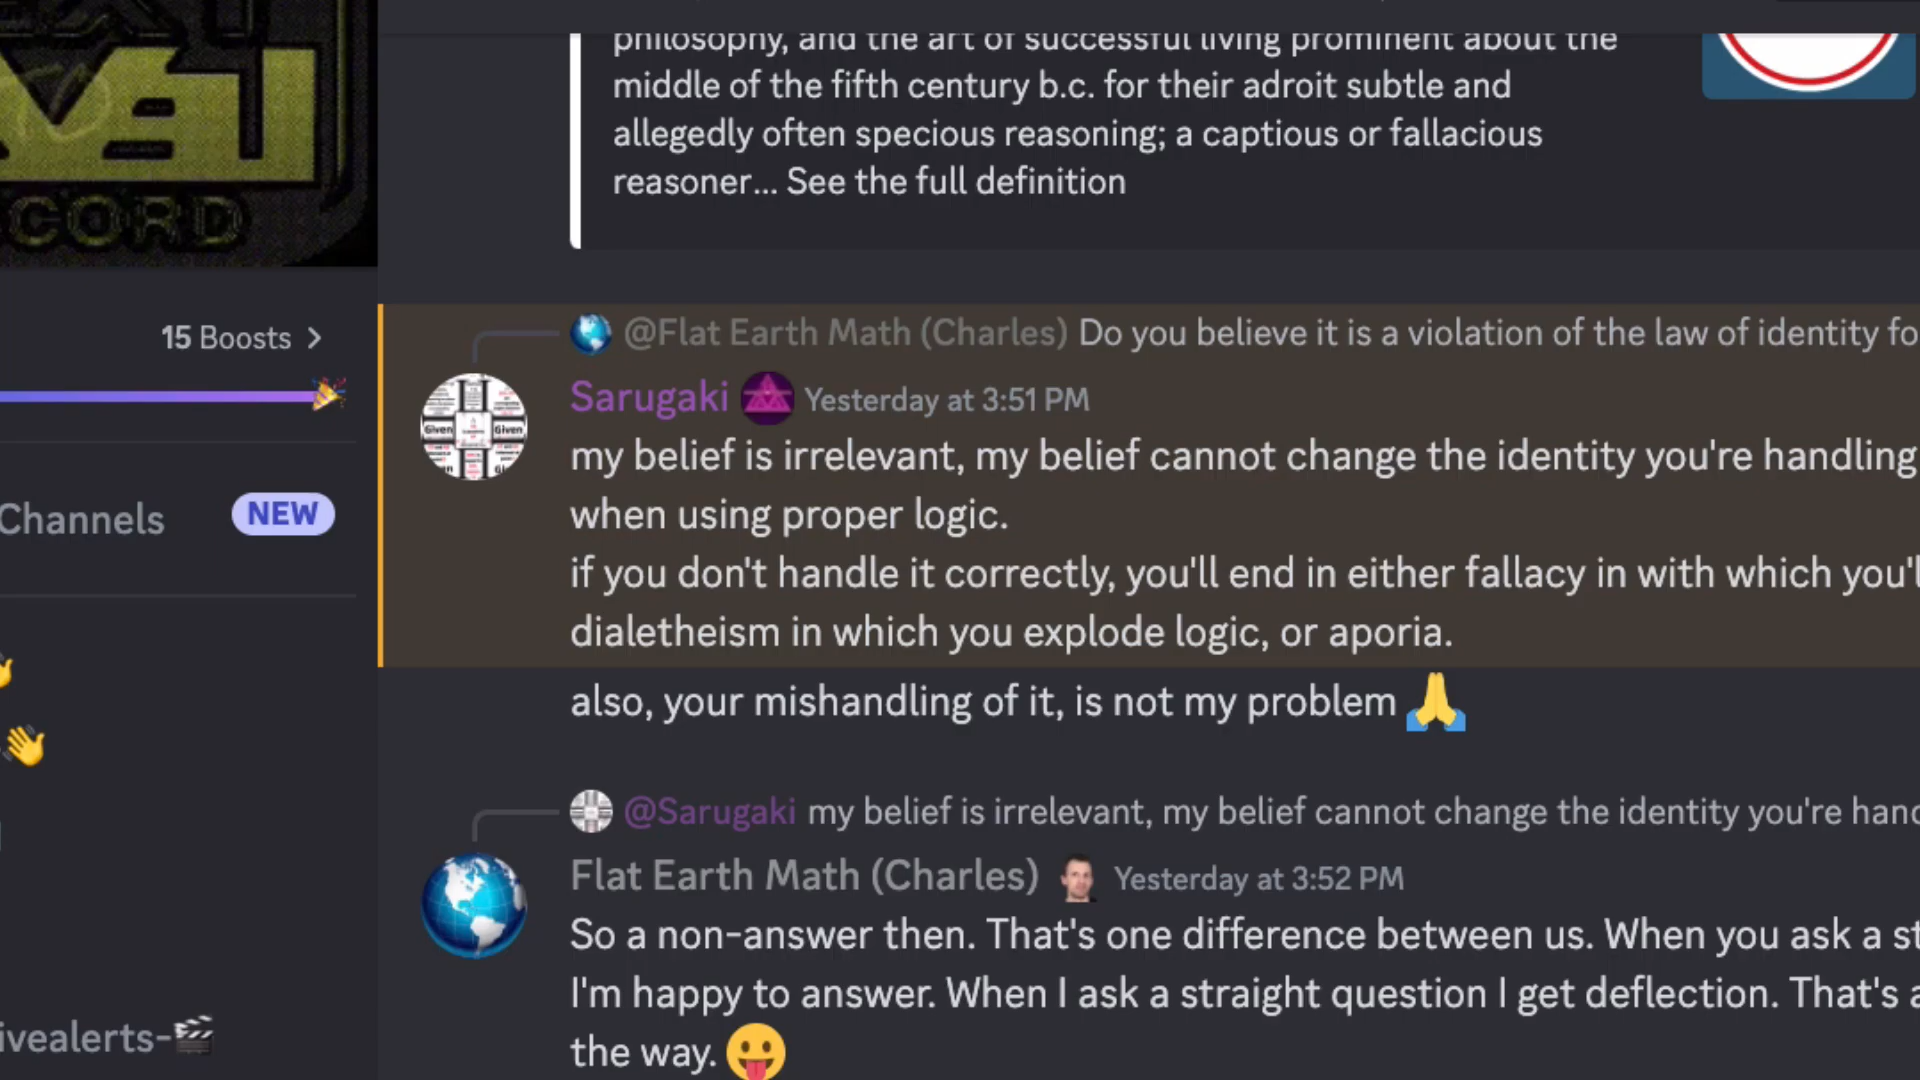 philosophy, and the art of successful living prominent about the
middle of the fifth century b.c. for their adroit subtle and
allegedly often specious reasoning; a captious or fallacious
reasoner... See the full definition
CORD
15 Boosts
@Flat Earth Math (Charles) Do you believe it is a violation of the law of identity fo
Sarugaki Yesterday at 3:51 PM
Given Given
my belief is irrelevant, my belief cannot change the identity you're handling
when using proper logic.
Channels NEW
if you don't handle it correctly, you'll end in either fallacy in with which you'l
dialetheism in which you explode logic, or aporia.
also, your mishandling of it, is not my problem 🙏
@Sarugaki my belief is irrelevant, my belief cannot change the identity you're hand
Flat Earth Math (Charles) Yesterday at 3:52 PM
So a non-answer then. That's one difference between us. When you ask a st
I'm happy to answer. When I ask a straight question I get deflection. That's a
the way. 😛
ivealerts-🎬